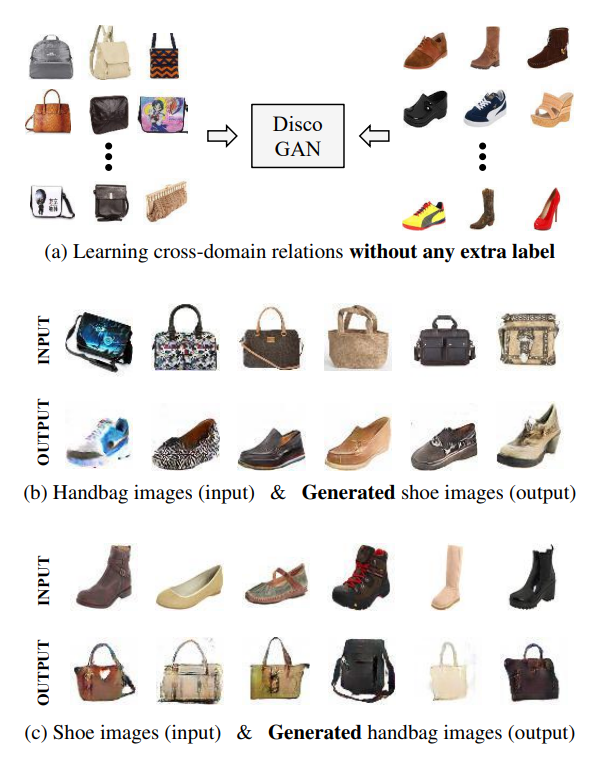 Disco
GAN
(a) Learning cross-domain relations without any extra label
INPUT
OUTPUT
(b) Handbag images (input) & Generated shoe images (output)
INPUT
OUTPUT
(c) Shoe images (input) & Generated handbag images (output)